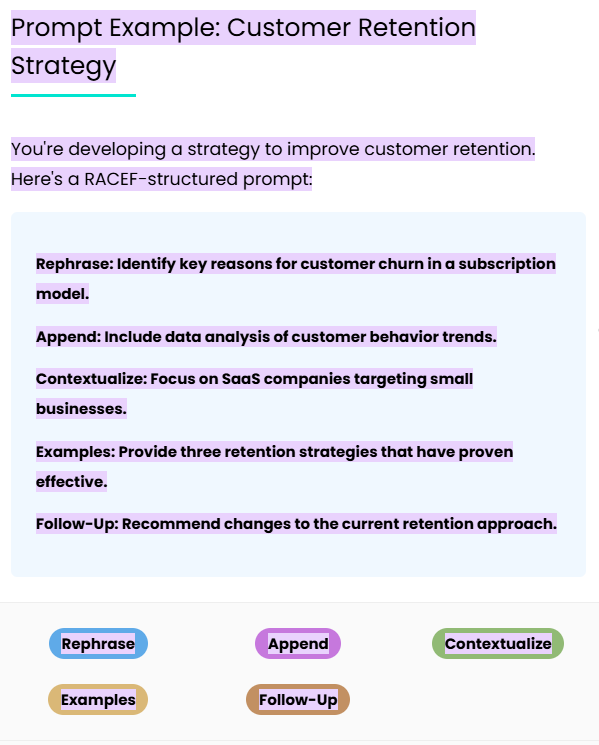 Prompt Example: Customer Retention
Strategy
You're developing a strategy to improve customer retention.
Here's a RACEF-structured prompt:
Rephrase: Identify key reasons for customer churn in a subscription
model.
Append: Include data analysis of customer behavior trends.
Contextualize: Focus on SaaS companies targeting small
businesses.
Examples: Provide three retention strategies that have proven
effective.
Follow-Up: Recommend changes to the current retention approach.
Rephrase Append Contextualize
Examples Follow-Up